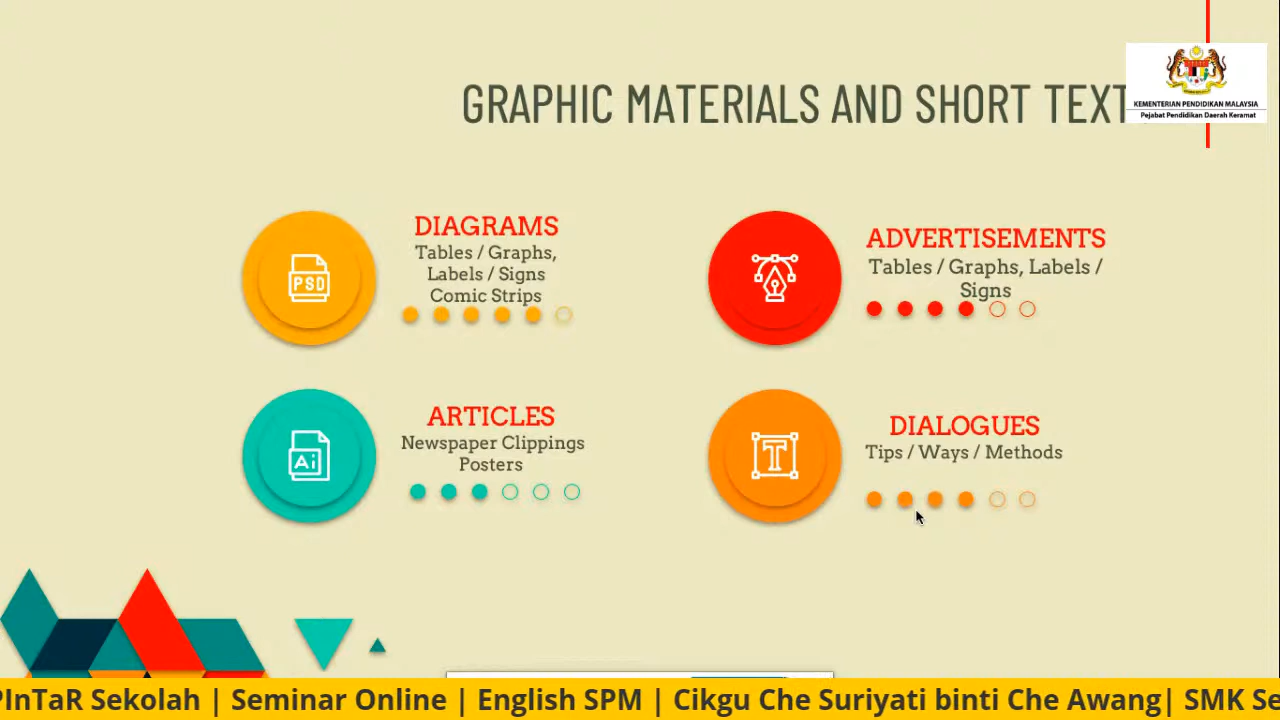 GRAPHIC MATERIALS AND SHORT TEXT
KEMENTERIAN PENDIDIKAN MALAYSIA
Pejabat Pendidikan Daerah Keramat
DIAGRAMS
Tables / Graphs,
Labels / Signs
Comic Strips
PSD
ADVERTISEMENTS
Tables / Graphs, Labels /
Signs
ARTICLES
Newspaper Clippings
Posters
Ai
DIALOGUES
Tips / Ways / Methods
T
PInTaR Sekolah | Seminar Online | English SPM | Cikgu Che Suriyati binti Che Awang| SMK Se